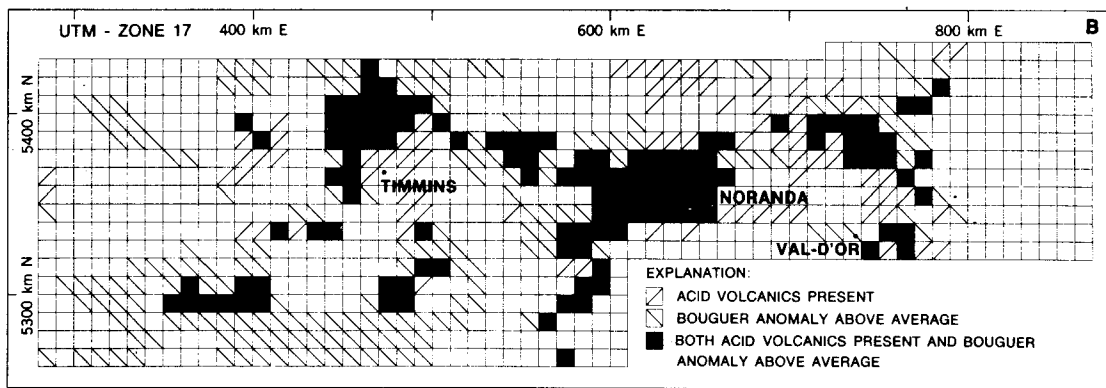 UTM - ZONE 17
400 km E
600 km E
800 km E
B
5400 km N
5300 km N
TIMMINS
NORANDA
VAL-D'OR
EXPLANATION:
ACID VOLCANICS PRESENT
BOUGUER ANOMALY ABOVE AVERAGE
BOTH ACID VOLCANICS PRESENT AND BOUGUER
ANOMALY ABOVE AVERAGE